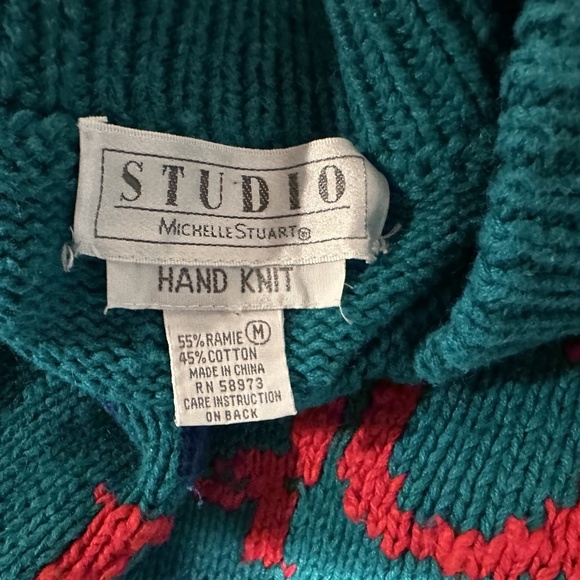 STUDIO
MICHELLE STUART®
HAND KNIT
55% RAMIE M
45% COTTON
MADE IN CHINA
RN 58973
CARE INSTRUCTION
ON BACK